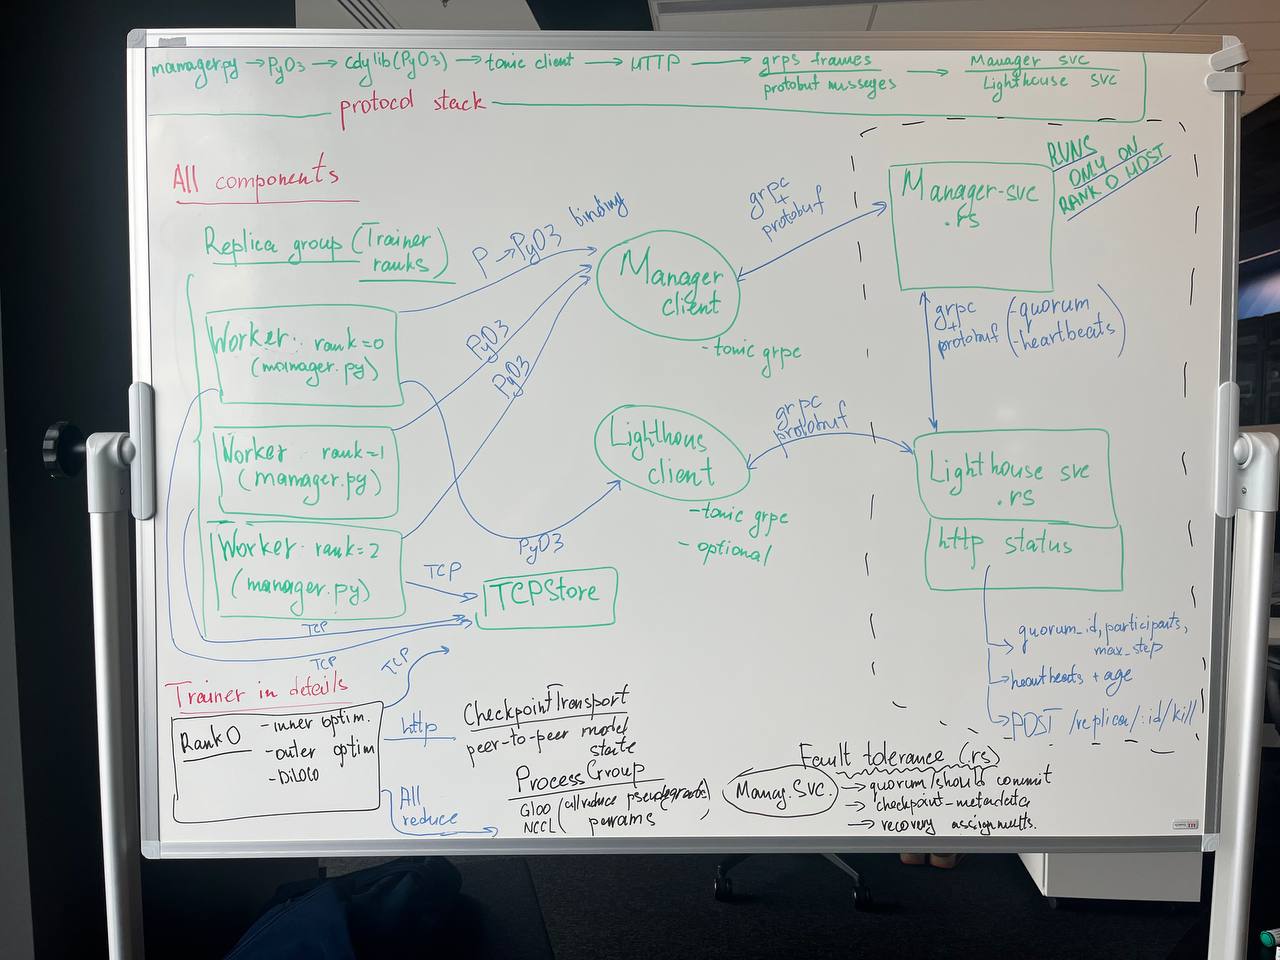 manager.py → PyO3 → cdylib(PyO3) → tonic client → HTTP → grps frames → Manager svc
protobuf messeges
Lighthouse svc
protocol stack
All components
Replica group (Trainer
ranks)
Worker. rank=0
(manager.py)
Worker rank=1
(manager.py)
Worker. rank=2
(manager.py)
P → PyO3 binding
PyO3
PyO3
PyO3
Manager
client
-tonic grpc
Lighthous
client
-tonic grpc
- optional
grpc
+
protobuf
grpc
protobuf
RUNS
ONLY ON
RANK 0 HOST
Manager-svc
.rs
grpc
+
protobuf
(-quorum
-heartbeats)
Lighthouse svc
.rs
http status
quorum_id, participants,
max_step
heartbeats + age
POST /replica/:id/kill
TCP
TCP
TCP
TCP
TCPStore
Trainer in details
Rank 0
- inner optim.
- outer optim
- DiLoCo
http
CheckpointTransport
peer-to-peer model
state
All
reduce
ProcessGroup
Gloo
NCCL
(allreduce pseudograds)
params
Manag. Svc.
Fault tolerance (.rs)
→ quorum/should commit
→ checkpoint-metadata
→ recovery assignments.